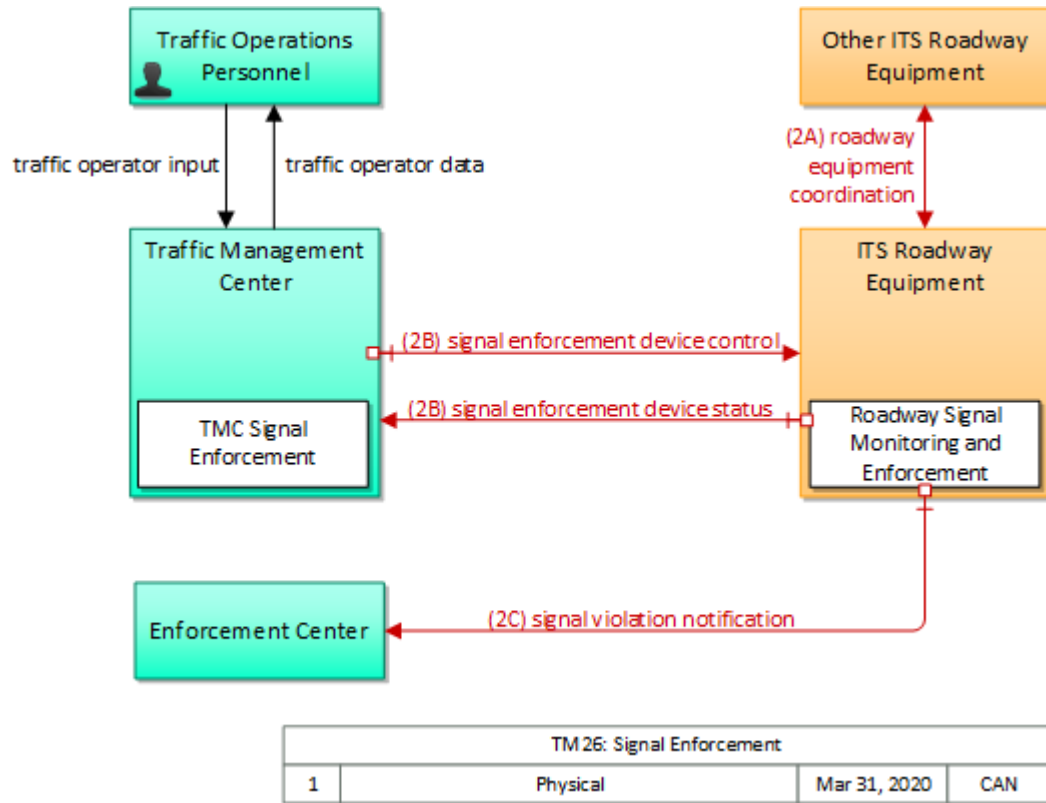 Traffic Operations
Personnel
Other ITS Roadway
Equipment
traffic operator input
traffic operator data
(2A) roadway
equipment
coordination
Traffic Management
Center
ITS Roadway
Equipment
(2B) signal enforcement device control
(2B) signal enforcement device status
TMC Signal
Enforcement
Roadway Signal
Monitoring and
Enforcement
Enforcement Center
(2C) signal violation notification
TM26: Signal Enforcement
1 Physical Mar 31, 2020 CAN